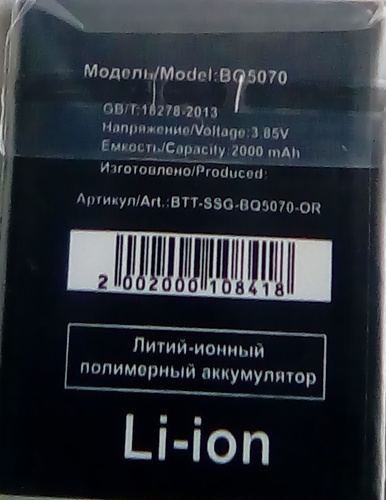 Модель/Model:BQ5070
GB/T:18278-2013
Напряжение/Voltage:3.85V
Емкость/Capacity:2000 mAh
Изготовлено/Produced:
Артикул/Art.:BTT-SSG-BQ5070-OR
2 002000 108418
Литий-ионный
полимерный аккумулятор
Li-ion